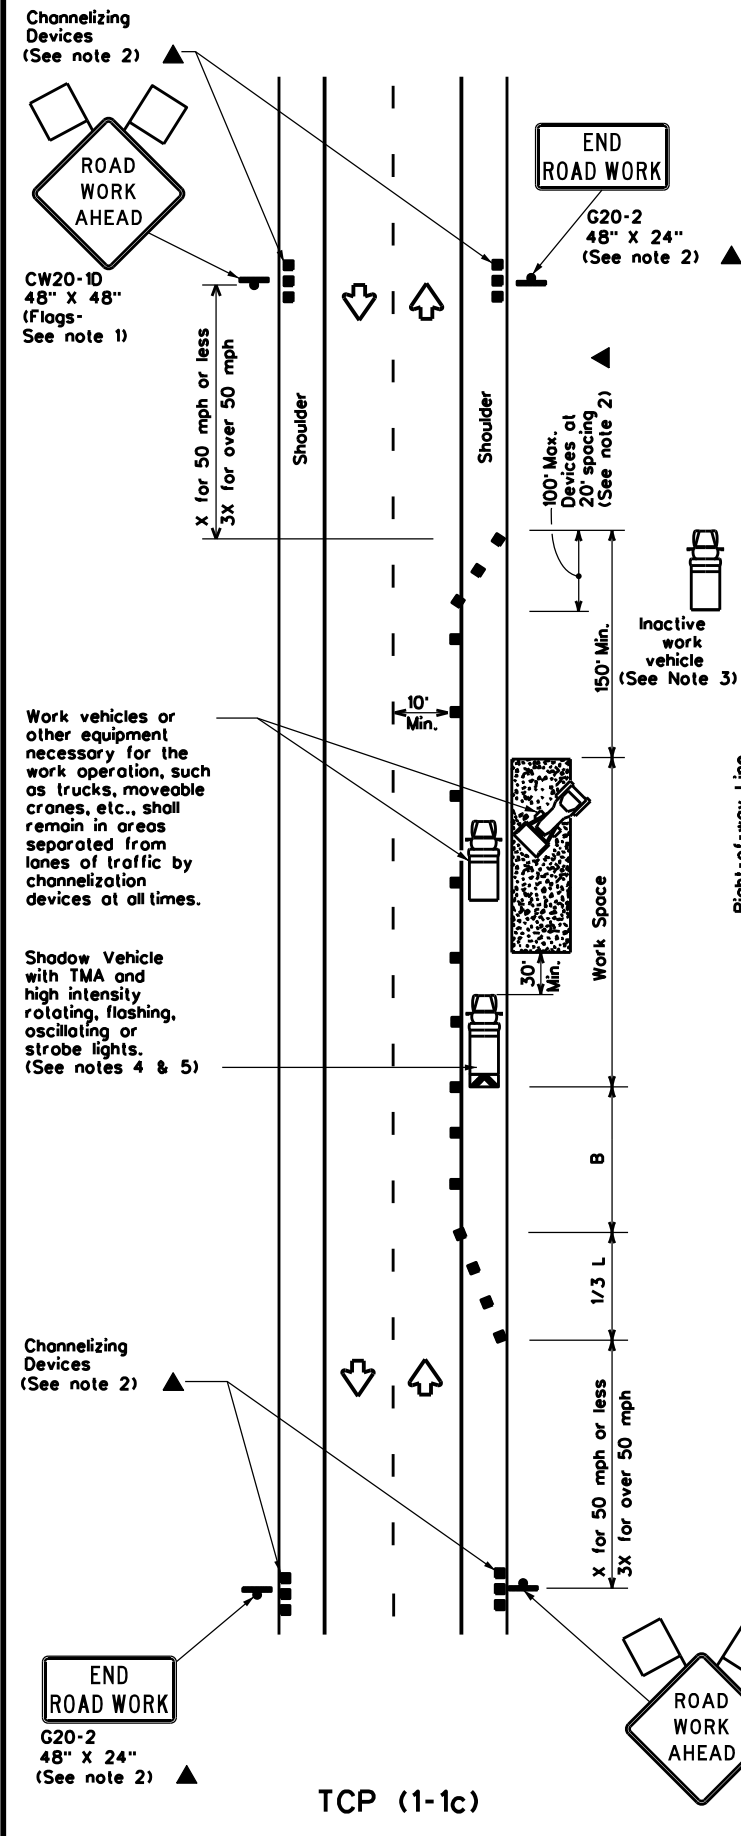 Channelizing
Devices
(See note 2)
ROAD
WORK
AHEAD
CW20-1D
48" X 48"
(Flags-
See note 1)
END
ROAD WORK
G20-2
48" X 24"
(See note 2)
X for 50 mph or less
3X for over 50 mph
Shoulder
Shoulder
100' Max.
Devices at
20' spacing
(See note 2)
150' Min.
Inactive
work
vehicle
(See Note 3)
10'
Min.
Work vehicles or
other equipment
necessary for the
work operation, such
as trucks, moveable
cranes, etc., shall
remain in areas
separated from
lanes of traffic by
channelization
devices at all times.
Right-of-way Line
Work Space
30'
Min.
Shadow Vehicle
with TMA and
high intensity
rotating, flashing,
oscillating or
strobe lights.
(See notes 4 & 5)
B
1/3 L
Channelizing
Devices
(See note 2)
X for 50 mph or less
3X for over 50 mph
END
ROAD WORK
G20-2
48" X 24"
(See note 2)
ROAD
WORK
AHEAD
TCP (1-1c)